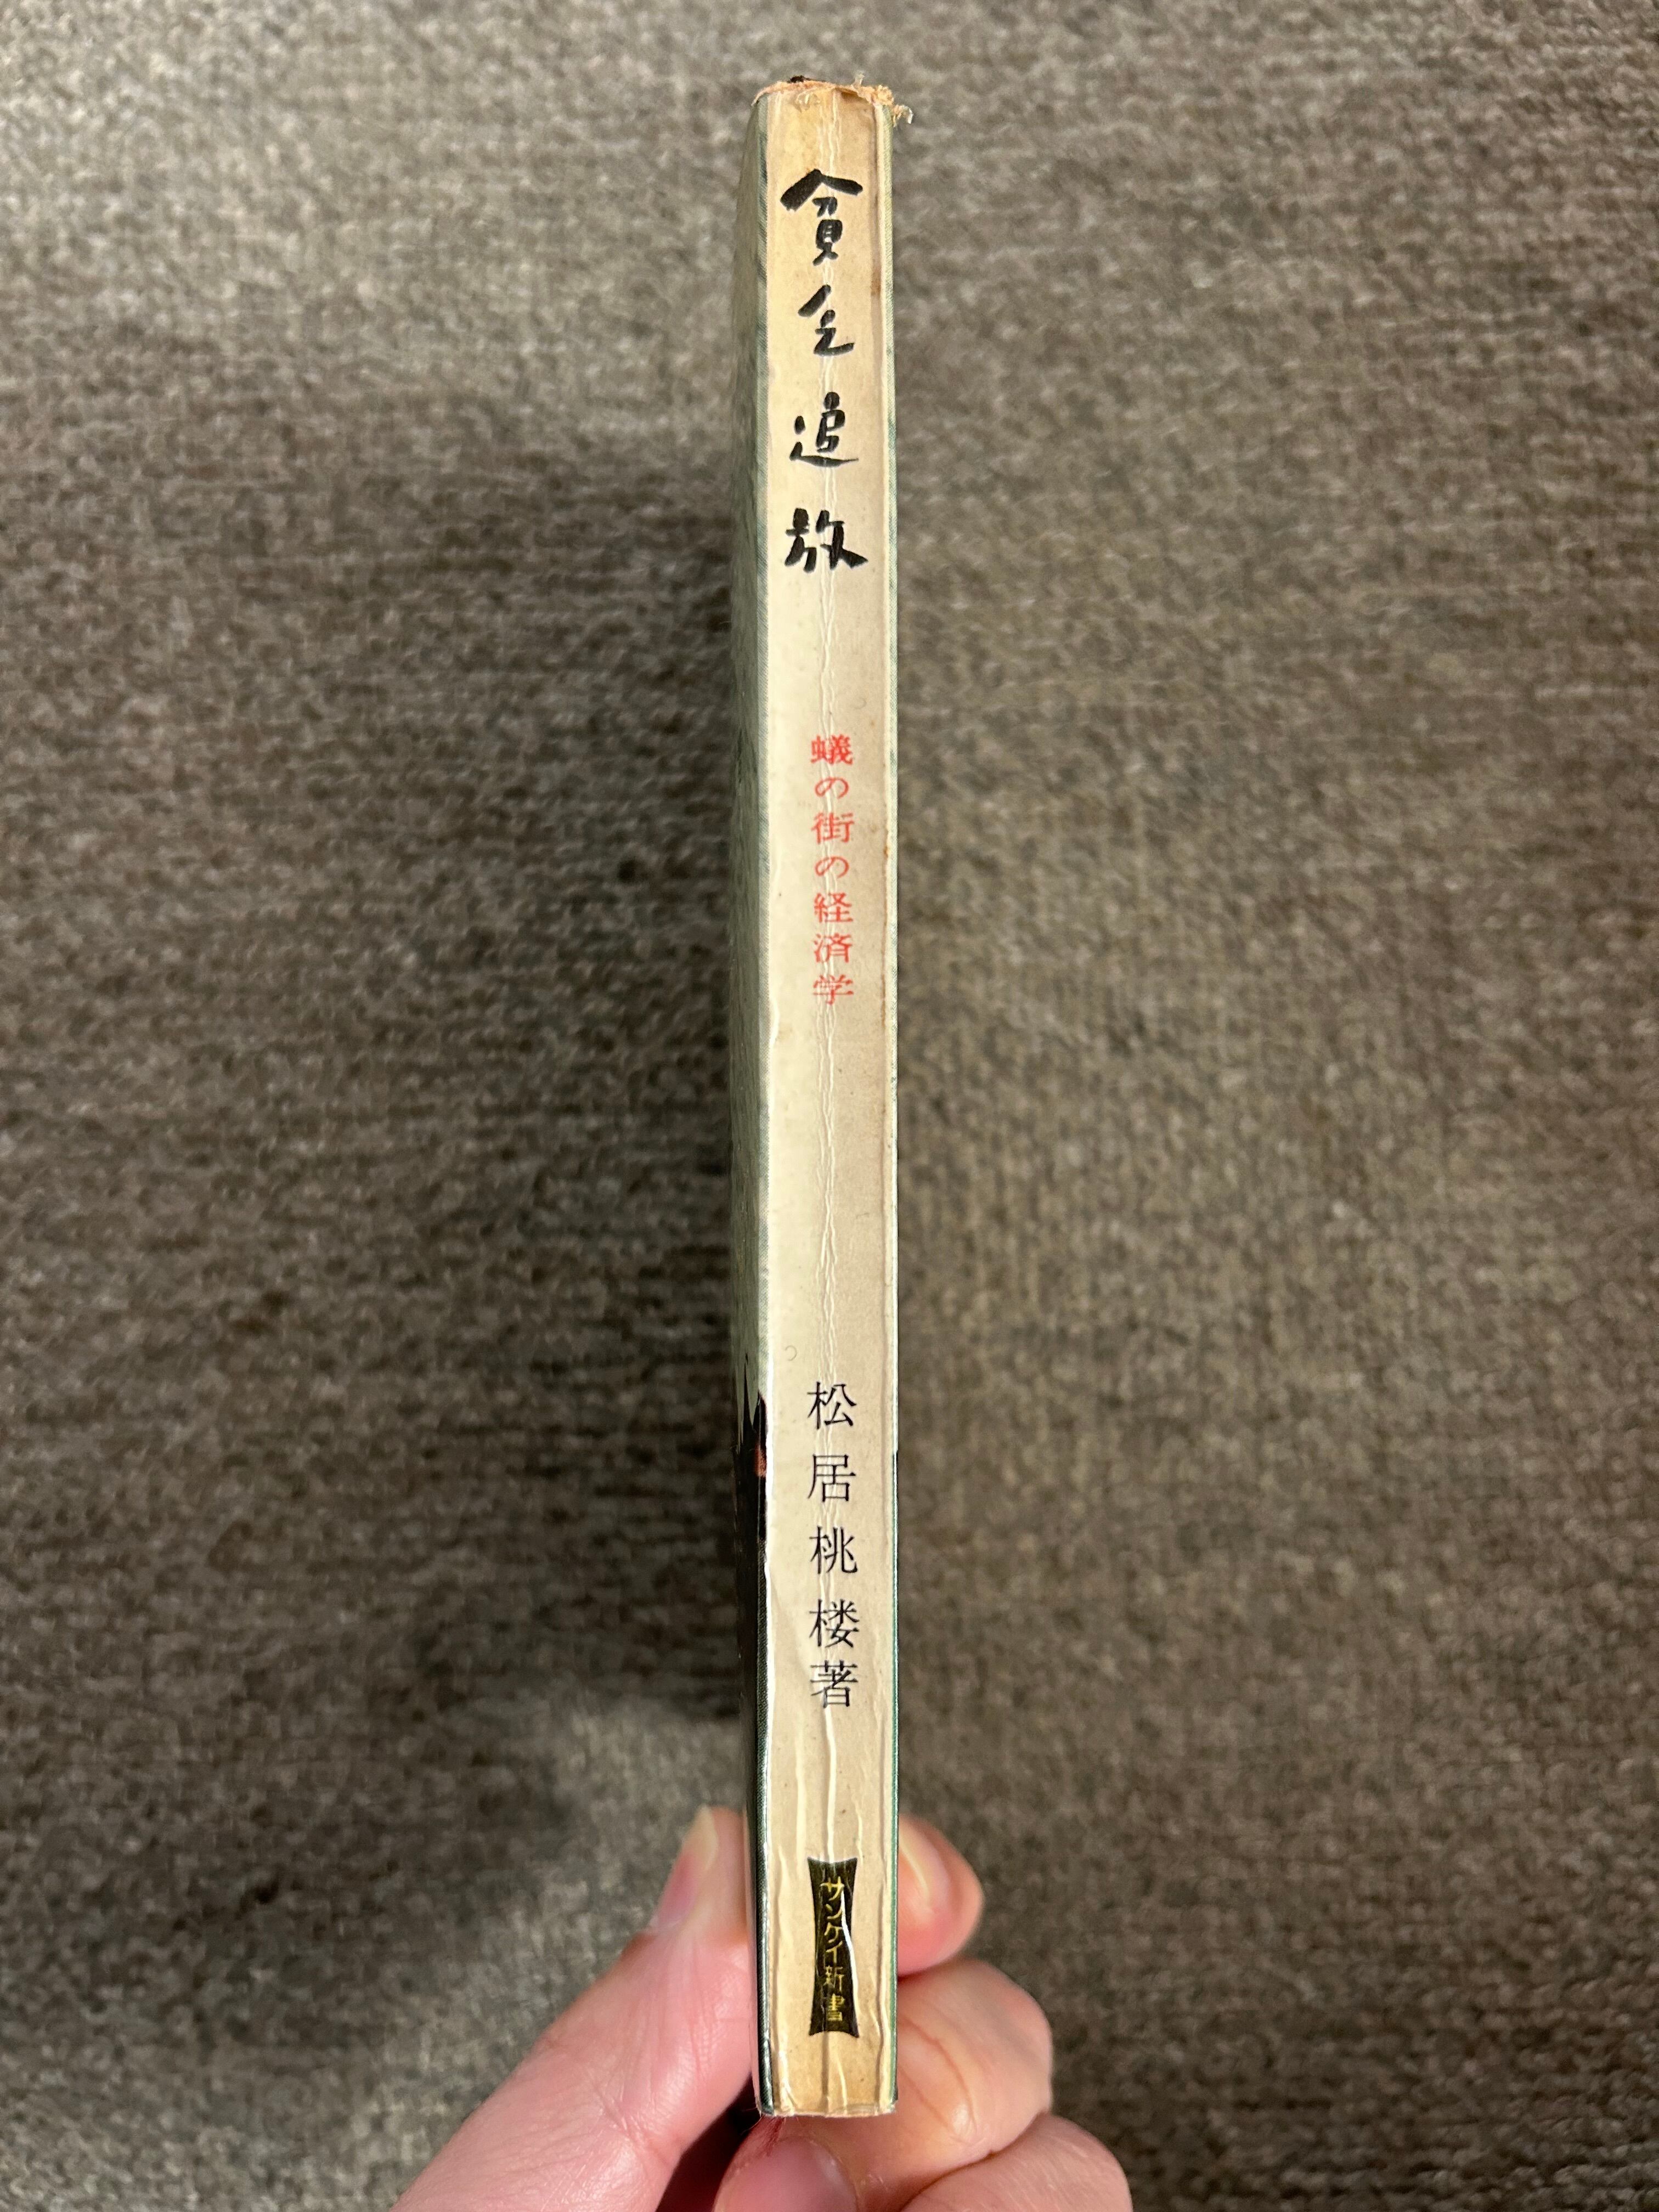 貧乏追放
蟻の街の経済学
松居桃楼著
サンケイ新書